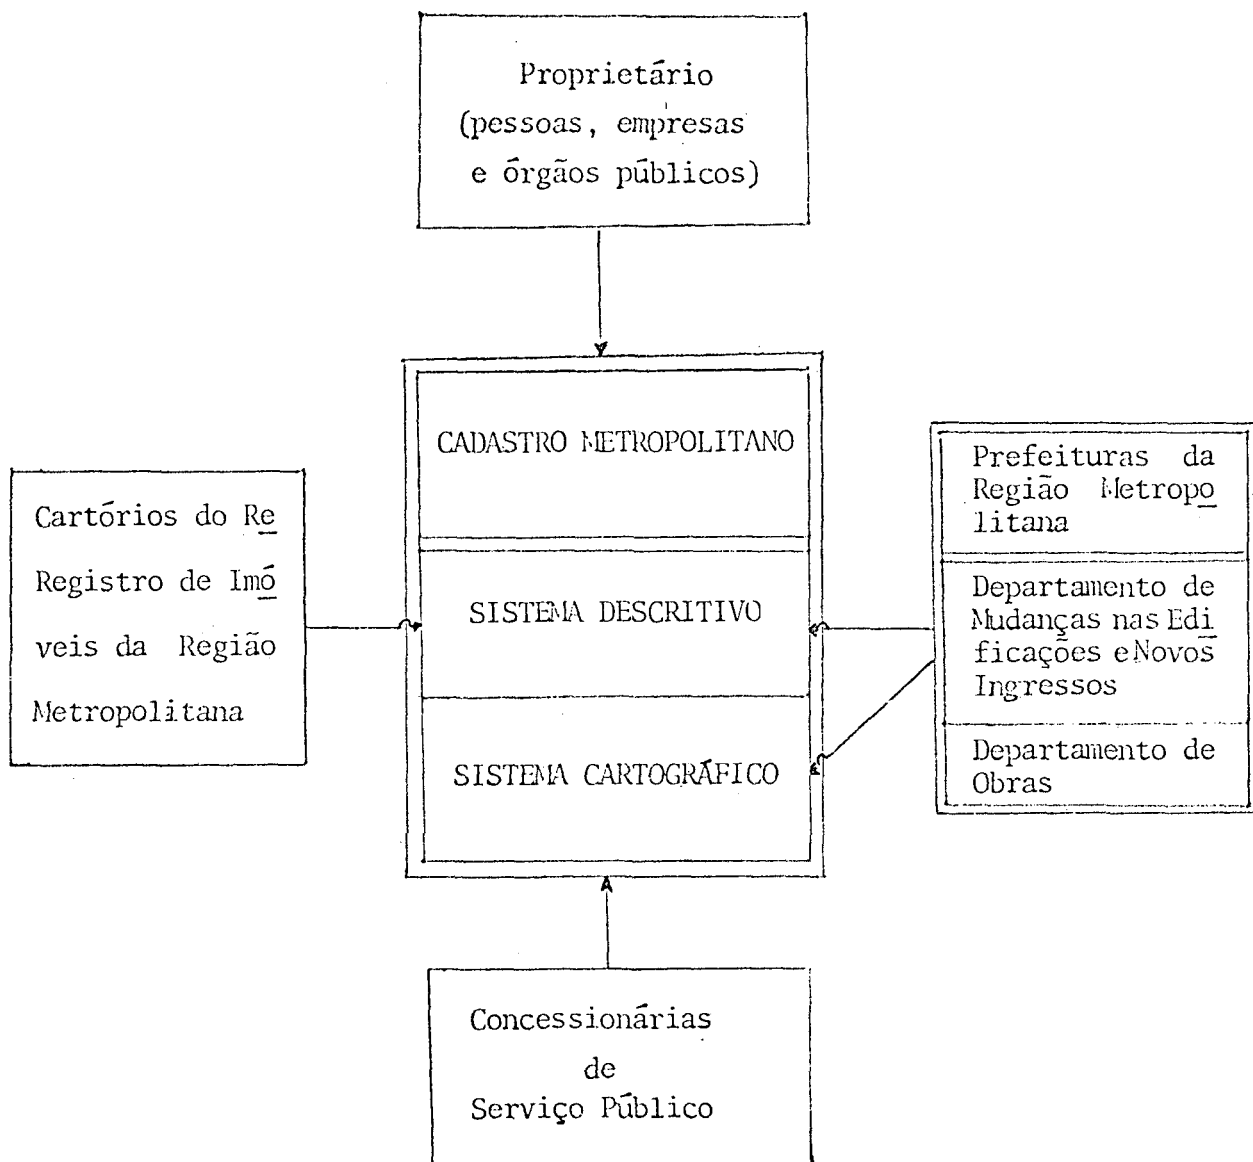 Proprietário
(pessoas, empresas
e órgãos públicos)
CADASTRO METROPOLITANO
SISTEMA DESCRITIVO
SISTEMA CARTOGRÁFICO
Cartórios do Re
Registro de Imó
veis da Região
Metropolitana
Prefeituras da
Região Metropo
litana
Departamento de
Mudanças nas Edi
ficações e Novos
Ingressos
Departamento de
Obras
Concessionárias
de
Serviço Público